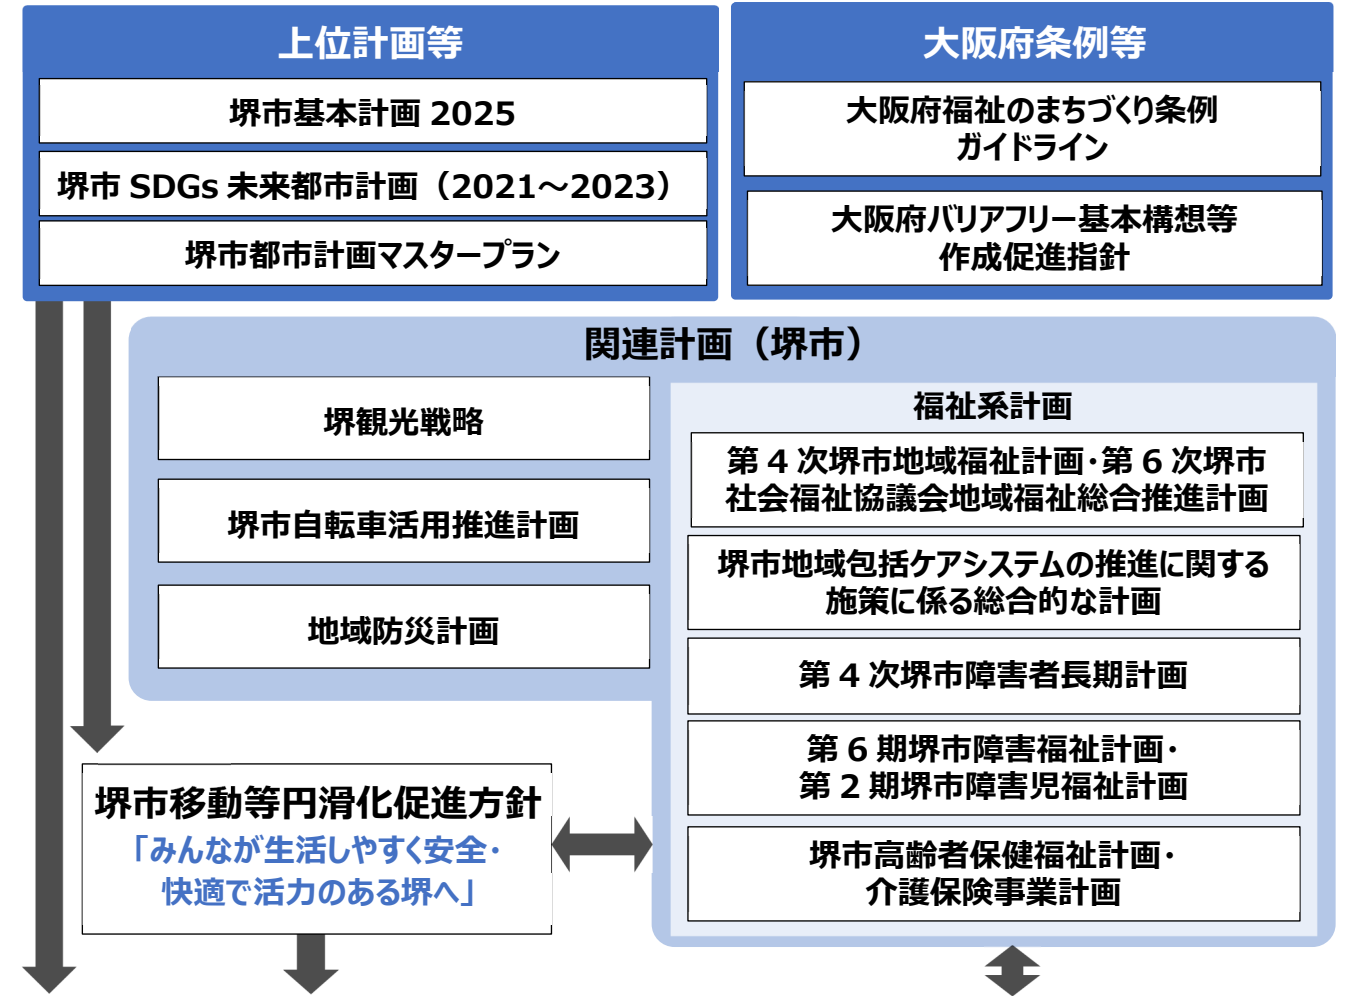 上位計画等
堺市基本計画 2025
堺市 SDGs 未来都市計画（2021～2023）
堺市都市計画マスタープラン
大阪府条例等
大阪府福祉のまちづくり条例
ガイドライン
大阪府バリアフリー基本構想等
作成促進指針
関連計画（堺市）
堺観光戦略
堺市自転車活用推進計画
地域防災計画
福祉系計画
第 4 次堺市地域福祉計画･第 6 次堺市
社会福祉協議会地域福祉総合推進計画
堺市地域包括ケアシステムの推進に関する
施策に係る総合的な計画
第 4 次堺市障害者長期計画
第 6 期堺市障害福祉計画･
第 2 期堺市障害児福祉計画
堺市高齢者保健福祉計画･
介護保険事業計画
堺市移動等円滑化促進方針
「みんなが生活しやすく安全･
快適で活力のある堺へ」